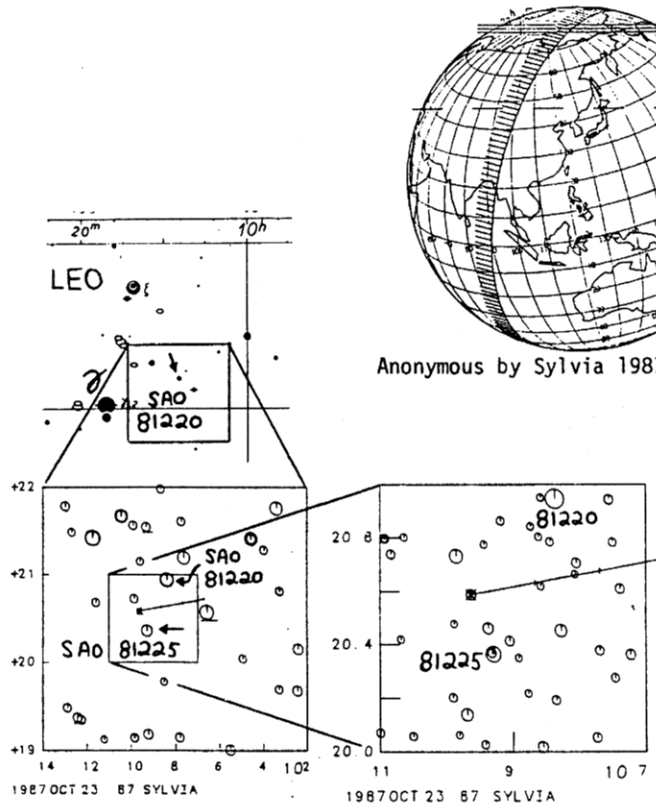 20ᵐ 10ʰ
LEO
ξ
γ
SAO
81220
Anonymous by Sylvia 198
+22
+21
+20
+19
SAO
81220
SAO 81225
14 12 10 8 6 4 10 2
1987 OCT 23 87 SYLVIA
20.8
20.4
20.0
81220
81225
11 9 10 7
1987 OCT 23 87 SYLVIA